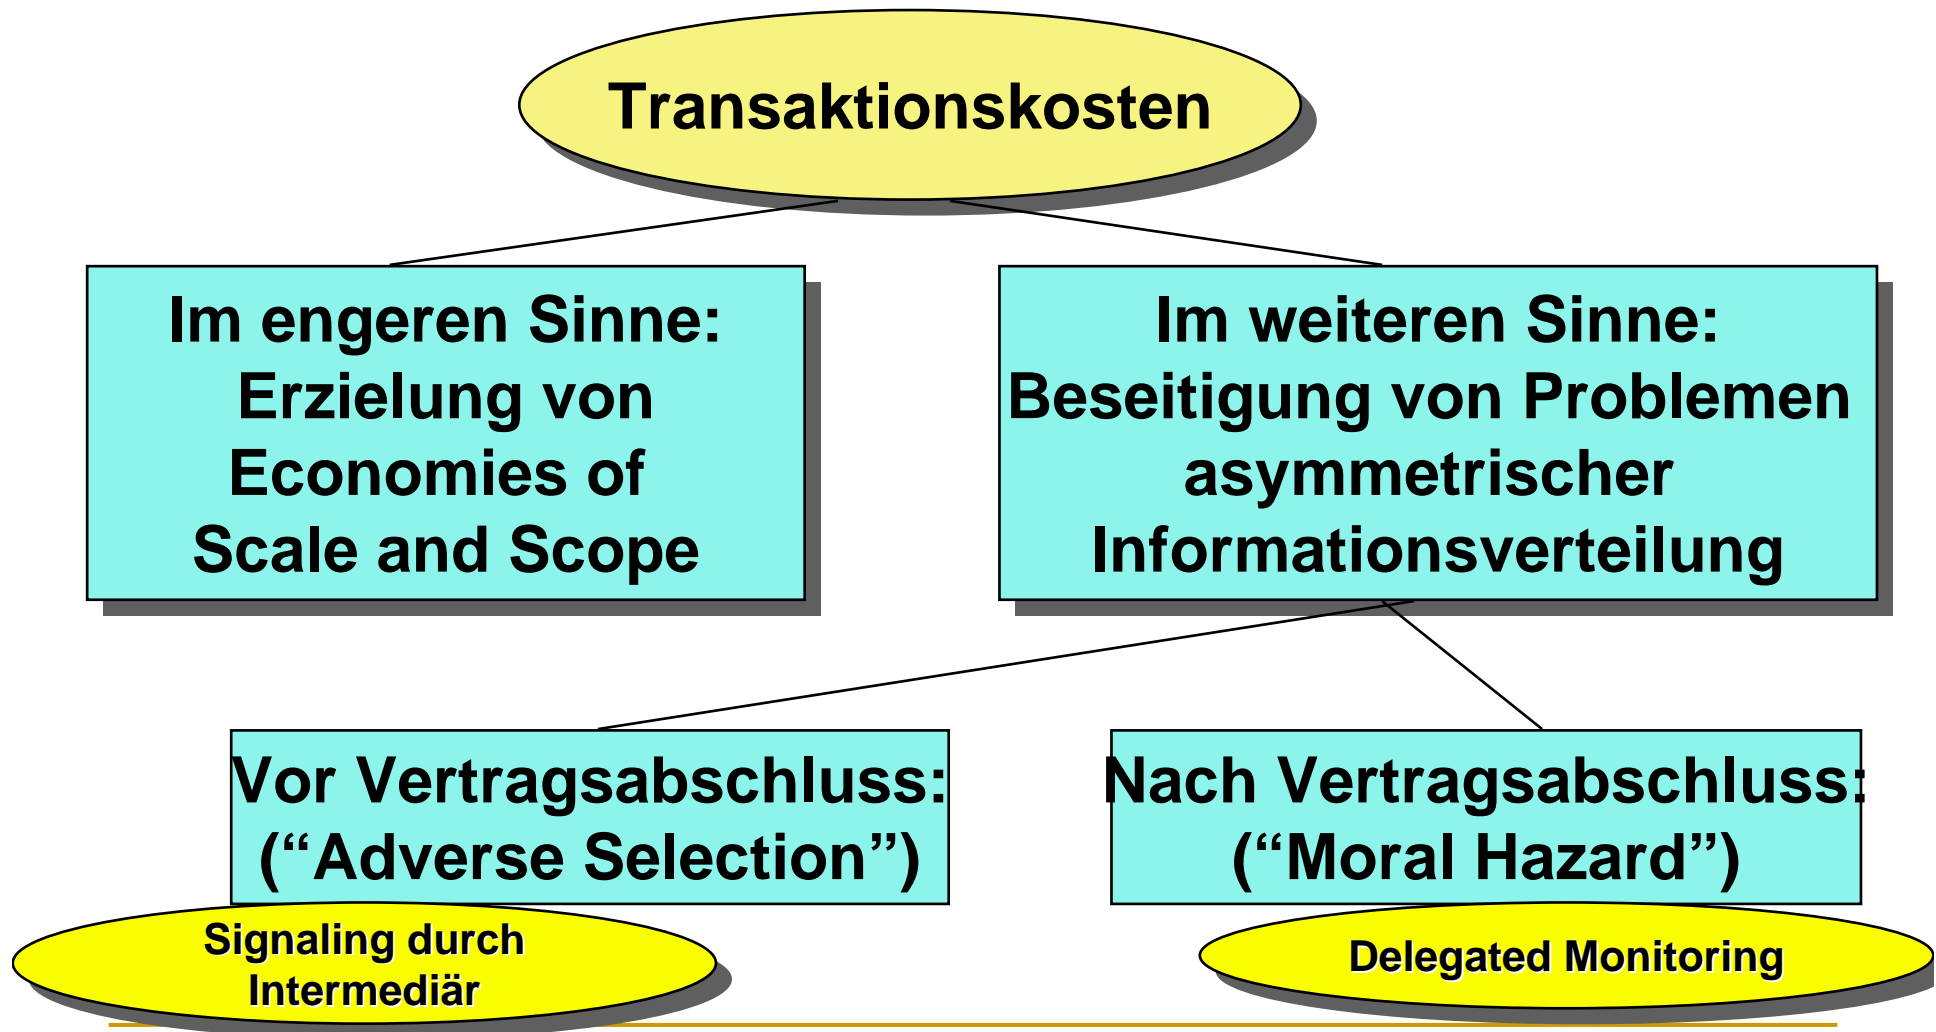 Transaktionskosten
Im engeren Sinne:
Erzielung von
Economies of
Scale and Scope
Im weiteren Sinne:
Beseitigung von Problemen
asymmetrischer
Informationsverteilung
Vor Vertragsabschluss:
(“Adverse Selection”)
Nach Vertragsabschluss:
(“Moral Hazard”)
Signaling durch
Intermediär
Delegated Monitoring